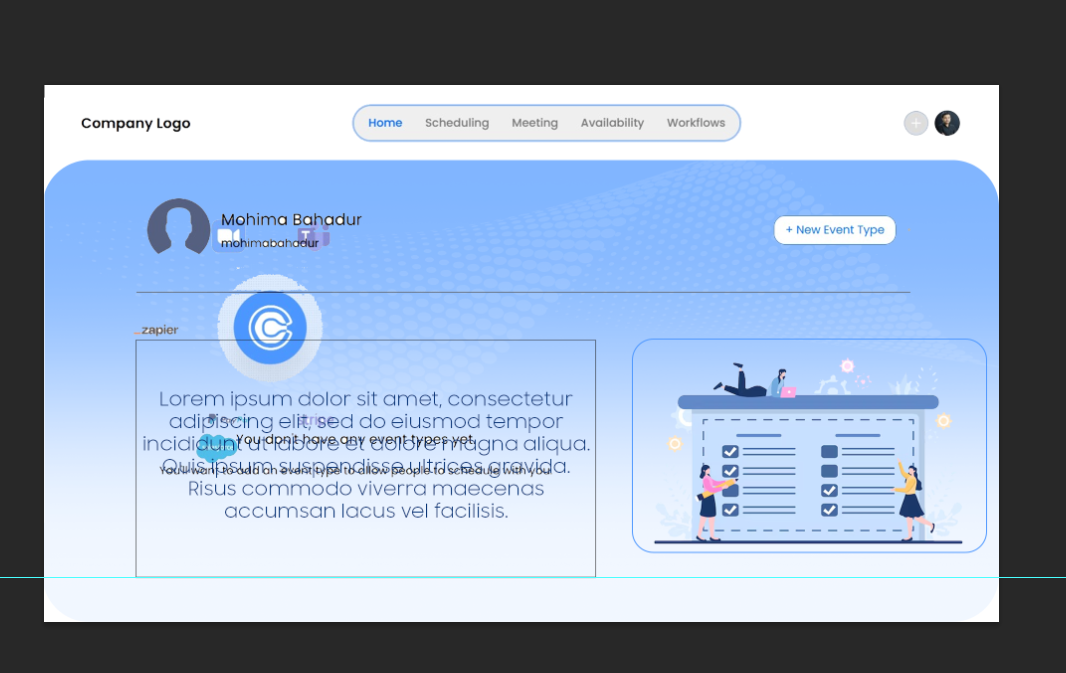 Company Logo
Home Scheduling Meeting Availability Workflows
Mohima Bahadur
mohimabahadur
+ New Event Type
zapier
Lorem ipsum dolor sit amet, consectetur
adipiscing elit, sed do eiusmod tempor
incididunt ut labore et dolore magna aliqua.
Quis ipsum suspendisse ultrices gravida.
Risus commodo viverra maecenas
accumsan lacus vel facilisis.
stripe
You don't have any event types yet.
You'll want to add an event type to allow people to schedule with you